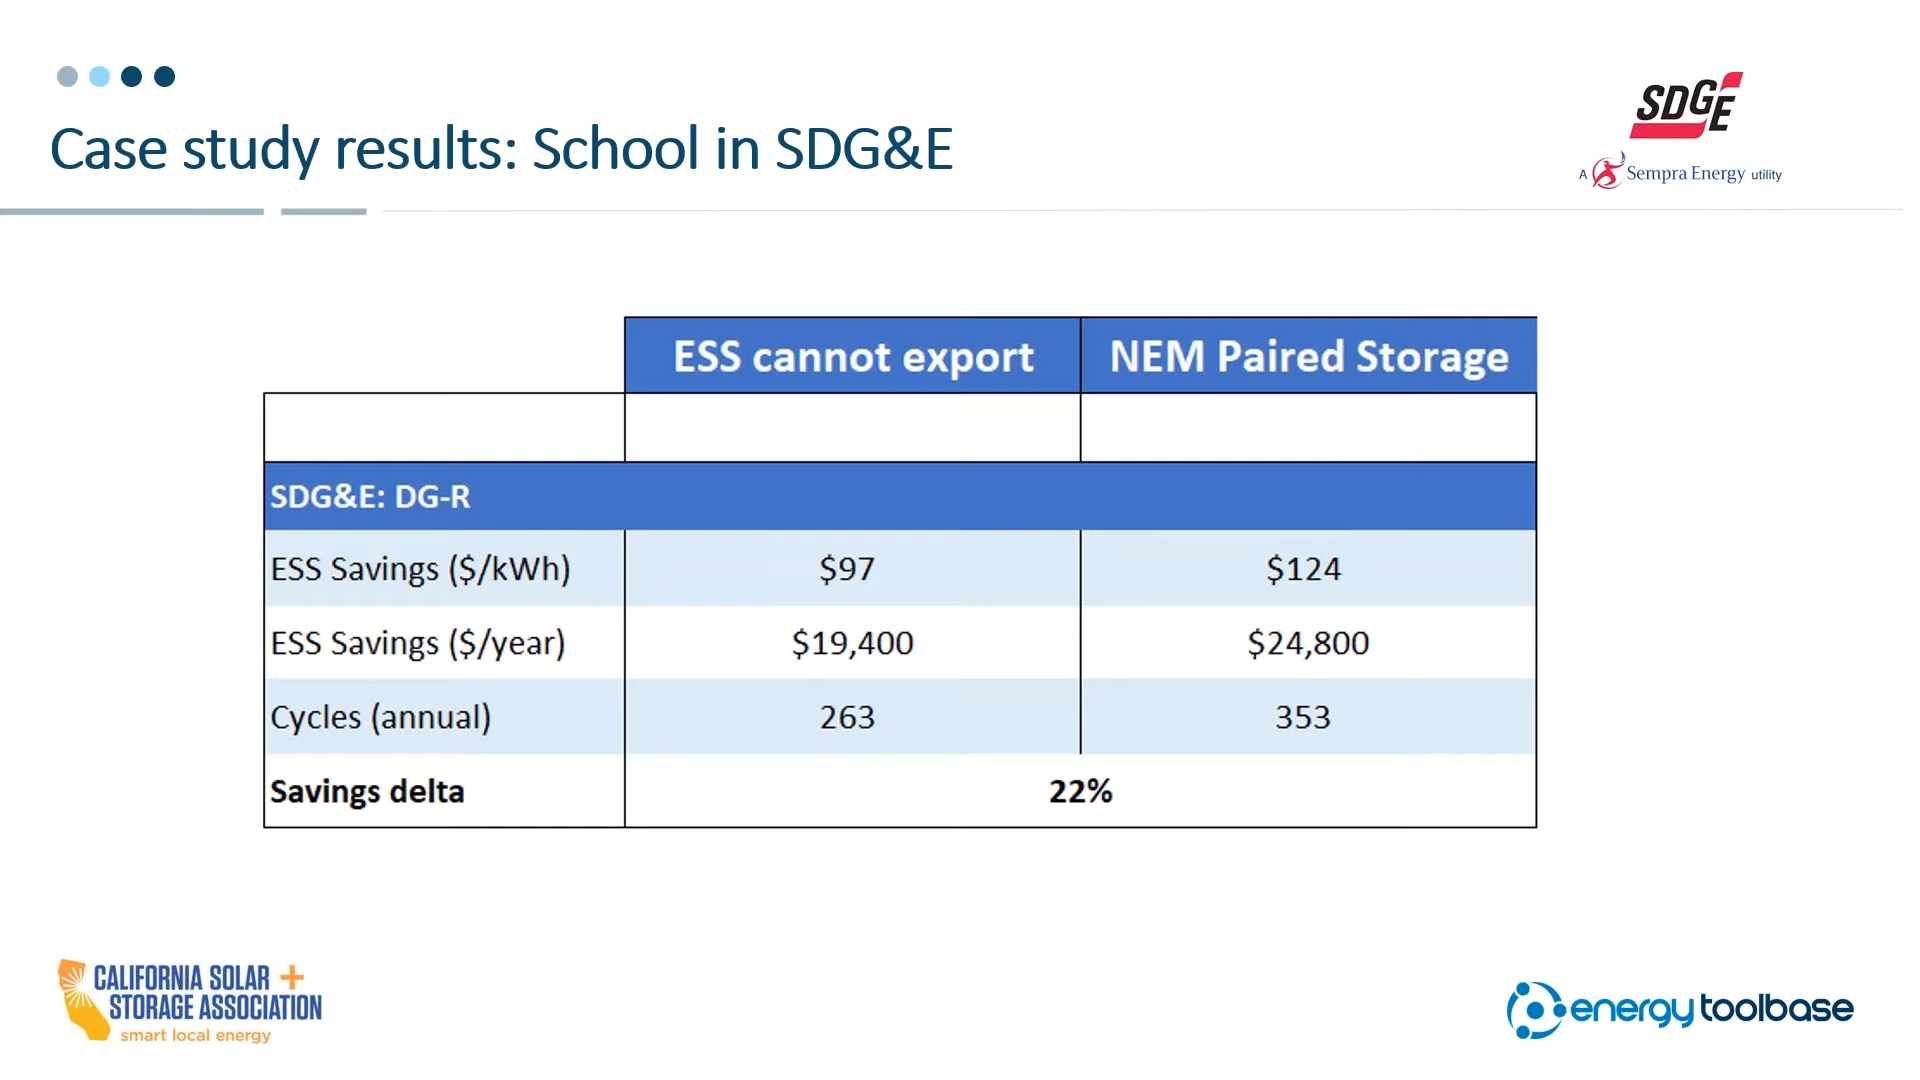 Case study results: School in SDG&E
SDGE
A Sempra Energy utility
ESS cannot export NEM Paired Storage
SDG&E: DG-R
ESS Savings ($/kWh) $97 $124
ESS Savings ($/year) $19,400 $24,800
Cycles (annual) 263 353
Savings delta 22%
CALIFORNIA SOLAR +
STORAGE ASSOCIATION
smart local energy
energy toolbase